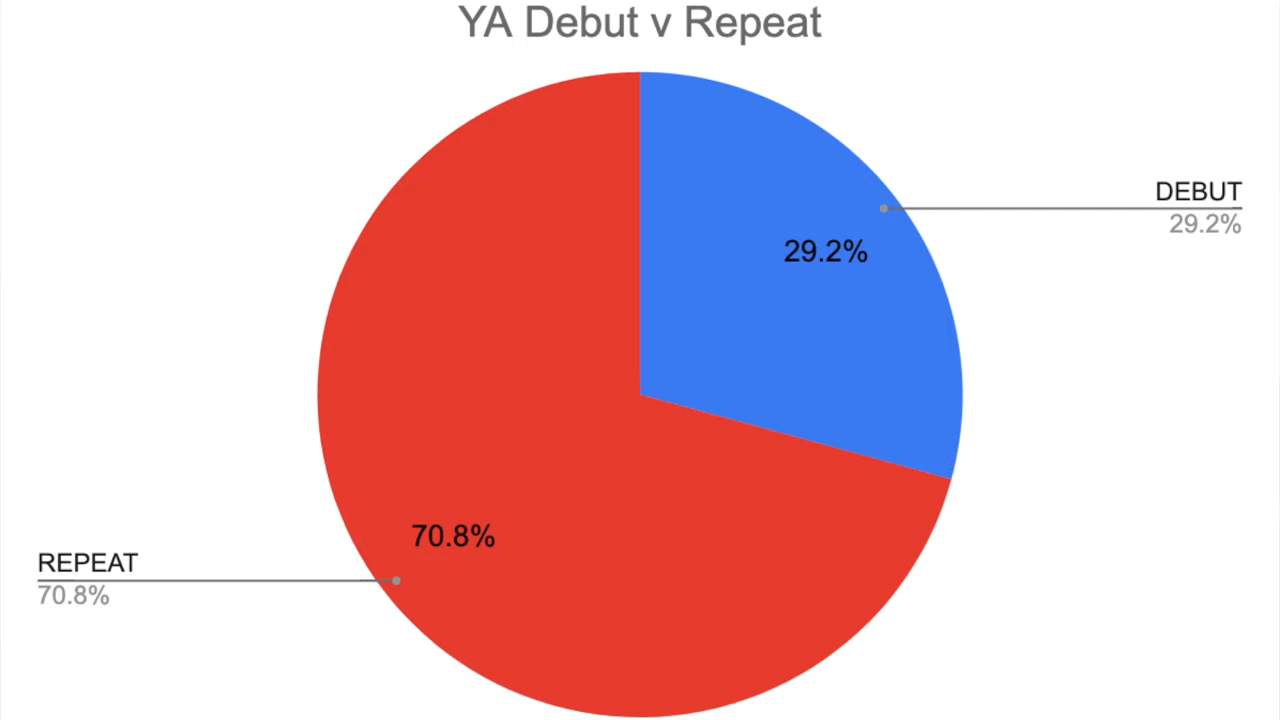 YA Debut v Repeat
DEBUT
29.2%
29.2%
70.8%
REPEAT
70.8%